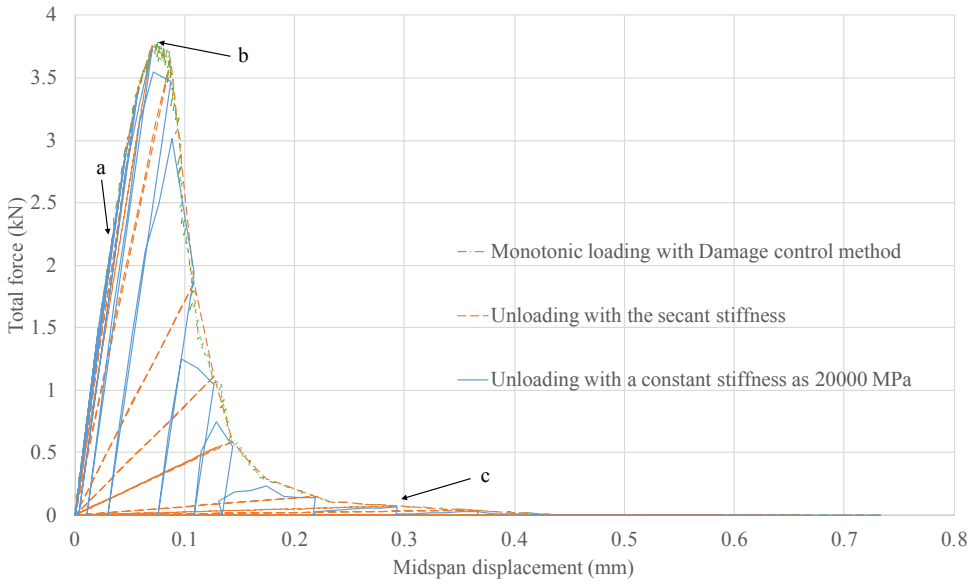 4
b
3.5
3
a
2.5
Total force (kN)
2
Monotonic loading with Damage control method
Unloading with the secant stiffness
1.5
Unloading with a constant stiffness as 20000 MPa
1
0.5
c
0
0 0.1 0.2 0.3 0.4 0.5 0.6 0.7 0.8
Midspan displacement (mm)